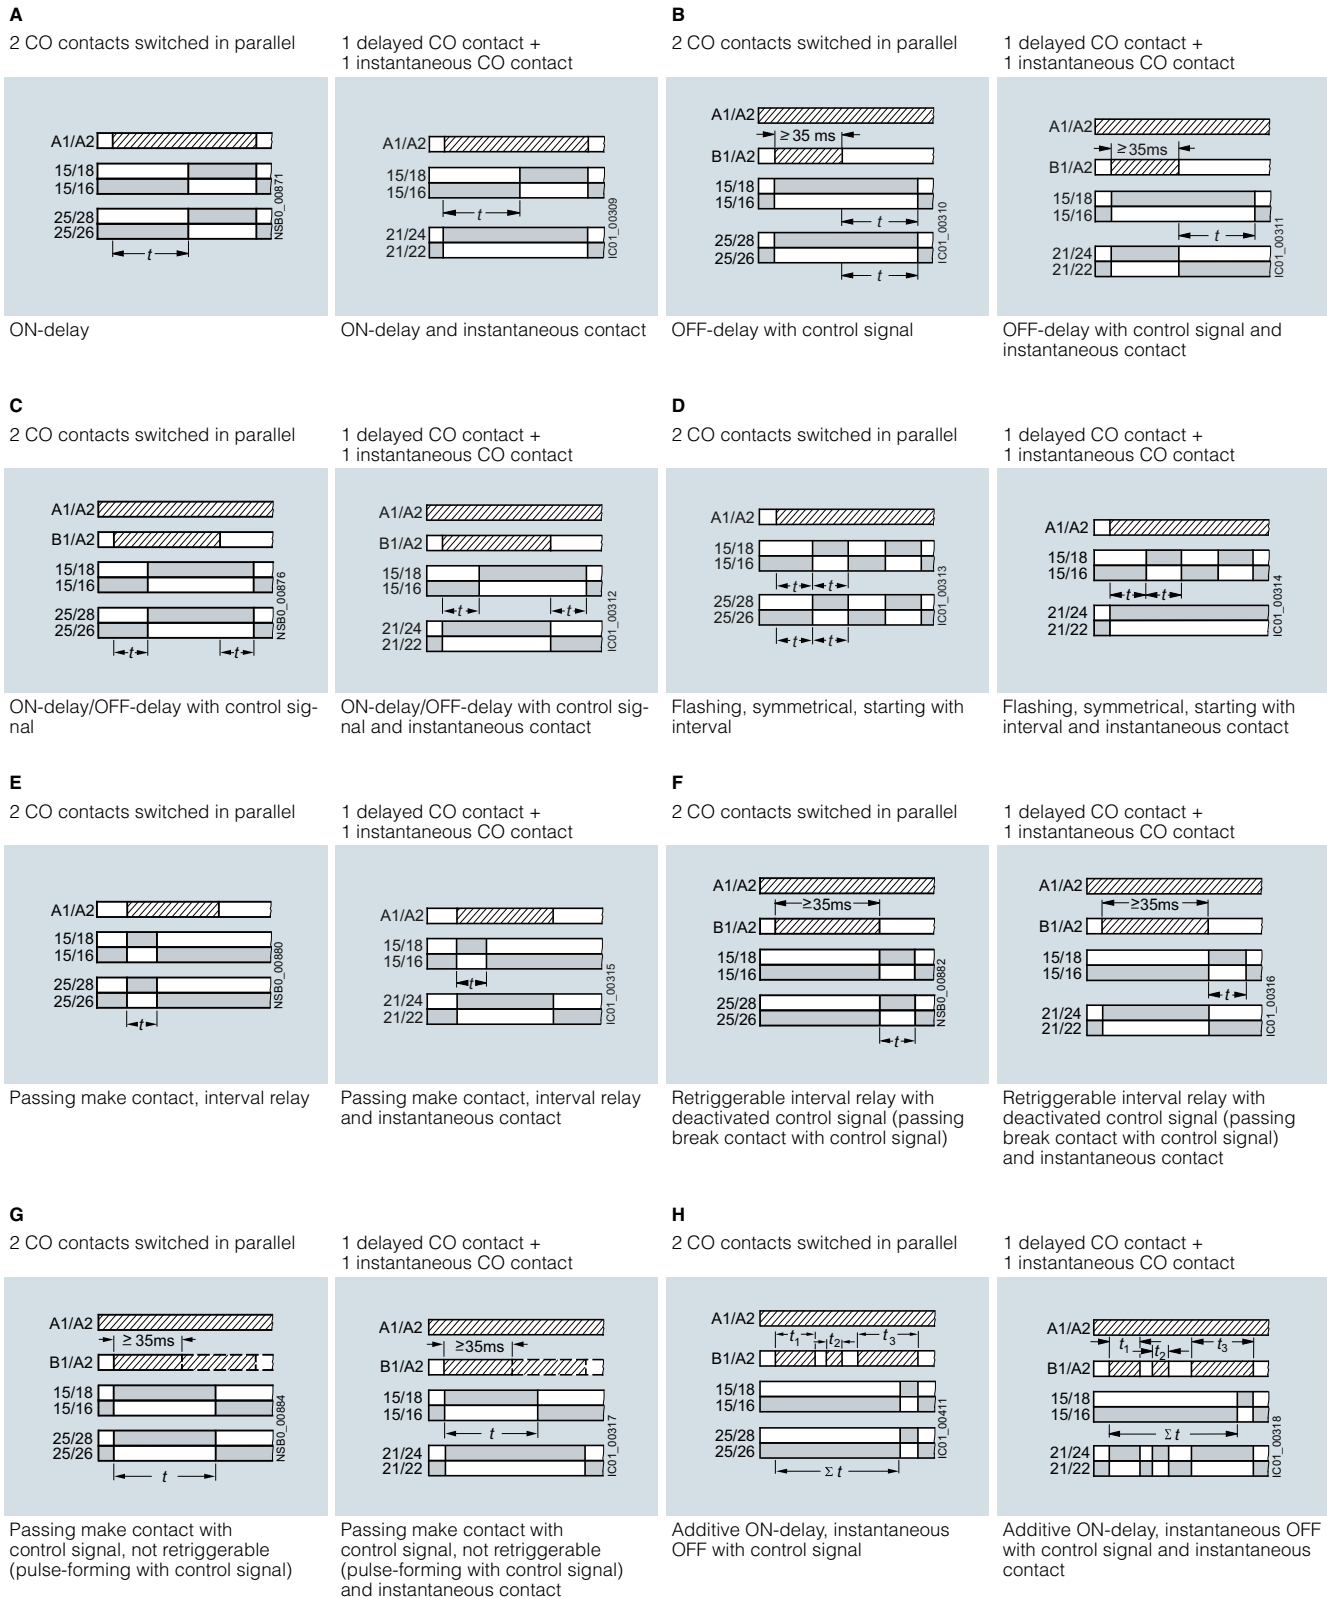 A
2 CO contacts switched in parallel
1 delayed CO contact +
1 instantaneous CO contact
A1/A2
15/18
15/16
25/28
25/26
t
NSB0_00871
ON-delay
A1/A2
15/18
15/16
t
21/24
21/22
IC01_00309
ON-delay and instantaneous contact
B
2 CO contacts switched in parallel
1 delayed CO contact +
1 instantaneous CO contact
A1/A2
≥ 35 ms
B1/A2
15/18
15/16
t
25/28
25/26
t
IC01_00310
OFF-delay with control signal
A1/A2
≥ 35ms
B1/A2
15/18
15/16
t
21/24
21/22
IC01_00311
OFF-delay with control signal and
instantaneous contact
C
2 CO contacts switched in parallel
1 delayed CO contact +
1 instantaneous CO contact
A1/A2
B1/A2
15/18
15/16
25/28
25/26
t t
NSB0_00876
ON-delay/OFF-delay with control sig-
nal
A1/A2
B1/A2
15/18
15/16
t t
21/24
21/22
IC01_00312
ON-delay/OFF-delay with control sig-
nal and instantaneous contact
D
2 CO contacts switched in parallel
1 delayed CO contact +
1 instantaneous CO contact
A1/A2
15/18
15/16
t t
25/28
25/26
t t
IC01_00313
Flashing, symmetrical, starting with
interval
A1/A2
15/18
15/16
t t
21/24
21/22
IC01_00314
Flashing, symmetrical, starting with
interval and instantaneous contact
E
2 CO contacts switched in parallel
1 delayed CO contact +
1 instantaneous CO contact
A1/A2
15/18
15/16
25/28
25/26
t
NSB0_00880
Passing make contact, interval relay
A1/A2
15/18
15/16
t
21/24
21/22
IC01_00315
Passing make contact, interval relay
and instantaneous contact
F
2 CO contacts switched in parallel
1 delayed CO contact +
1 instantaneous CO contact
A1/A2
≥35ms
B1/A2
15/18
15/16
25/28
25/26
t
NSB0_00882
Retriggerable interval relay with
deactivated control signal (passing
break contact with control signal)
A1/A2
≥35ms
B1/A2
15/18
15/16
t
21/24
21/22
IC01_00316
Retriggerable interval relay with
deactivated control signal (passing
break contact with control signal)
and instantaneous contact
G
2 CO contacts switched in parallel
1 delayed CO contact +
1 instantaneous CO contact
A1/A2
≥ 35ms
B1/A2
15/18
15/16
25/28
25/26
t
NSB0_00884
Passing make contact with
control signal, not retriggerable
(pulse-forming with control signal)
A1/A2
≥35ms
B1/A2
15/18
15/16
t
21/24
21/22
IC01_00317
Passing make contact with
control signal, not retriggerable
(pulse-forming with control signal)
and instantaneous contact
H
2 CO contacts switched in parallel
1 delayed CO contact +
1 instantaneous CO contact
A1/A2
t1 t2 t3
B1/A2
15/18
15/16
25/28
25/26
Σ t
IC01_00411
Additive ON-delay, instantaneous
OFF with control signal
A1/A2
t1 t2 t3
B1/A2
15/18
15/16
Σ t
21/24
21/22
IC01_00318
Additive ON-delay, instantaneous OFF
with control signal and instantaneous
contact